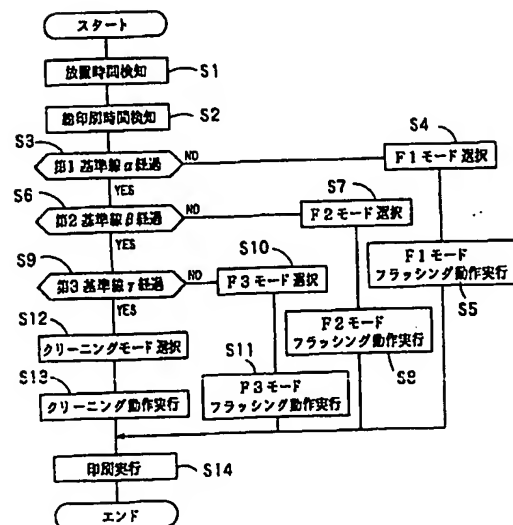 スタート
放置時間検知
S1
総印刷時間検知
S2
S3
第1基準線α経過
NO
YES
S4
F1モード選択
S6
第2基準線β経過
NO
YES
S7
F2モード選択
F1モード
フラッシング動作実行
S5
S9
第3基準線γ経過
NO
YES
S10
F3モード選択
F2モード
フラッシング動作実行
S8
S12
クリーニングモード選択
S11
F3モード
フラッシング動作実行
S13
クリーニング動作実行
印刷実行
S14
エンド